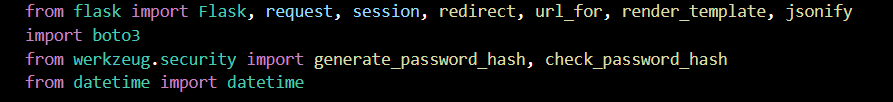 from flask import Flask, request, session, redirect, url_for, render_template, jsonify
import boto3
from werkzeug.security import generate_password_hash, check_password_hash
from datetime import datetime